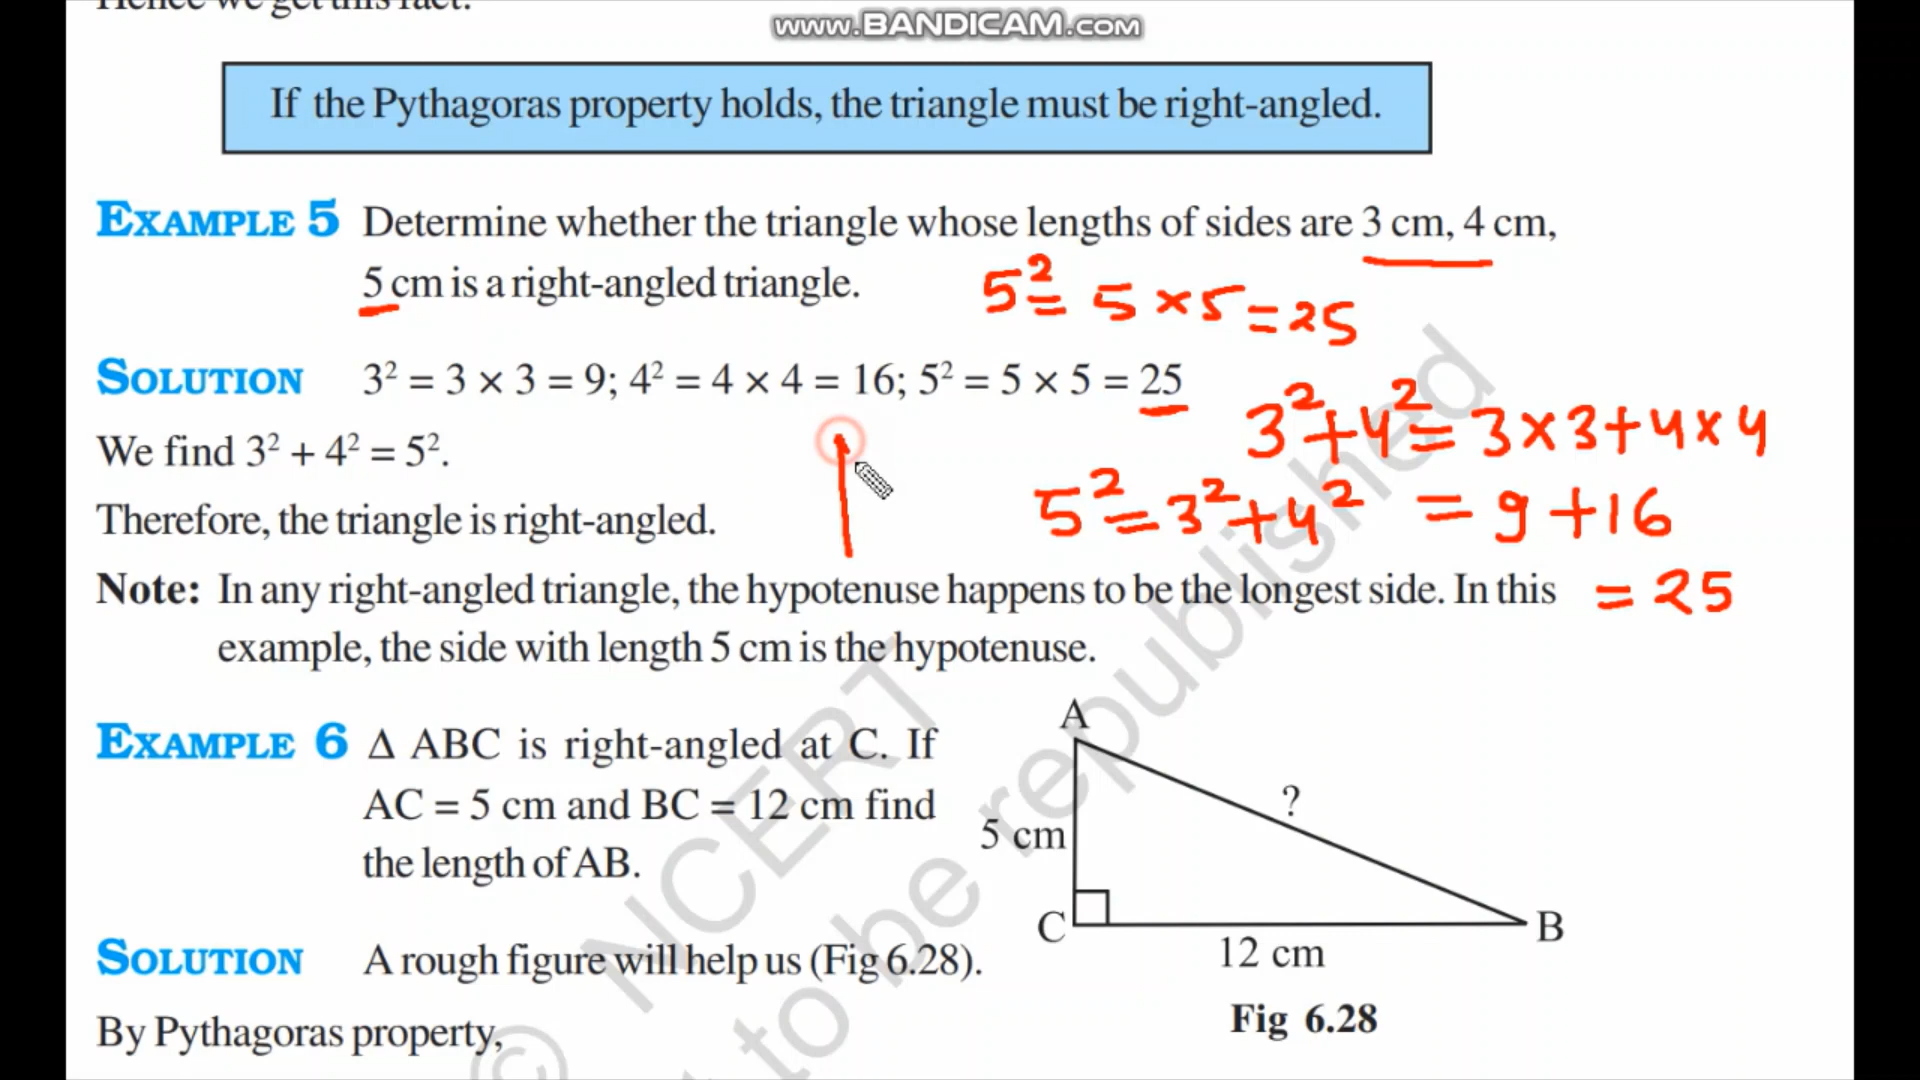 Hence we get this fact.
www.BANDICAM.com
If the Pythagoras property holds, the triangle must be right-angled.
EXAMPLE 5 Determine whether the triangle whose lengths of sides are 3 cm, 4 cm,
5 cm is a right-angled triangle.
5² = 5 × 5 = 25
SOLUTION 3² = 3 × 3 = 9; 4² = 4 × 4 = 16; 5² = 5 × 5 = 25
3² + 4² = 3 × 3 + 4 × 4
We find 3² + 4² = 5².
5² = 3² + 4² = 9 + 16
Therefore, the triangle is right-angled.
Note: In any right-angled triangle, the hypotenuse happens to be the longest side. In this
= 25
example, the side with length 5 cm is the hypotenuse.
EXAMPLE 6 Δ ABC is right-angled at C. If
AC = 5 cm and BC = 12 cm find
the length of AB.
A
?
5 cm
C
B
12 cm
Fig 6.28
SOLUTION A rough figure will help us (Fig 6.28).
By Pythagoras property,
© NCERT
to be republished